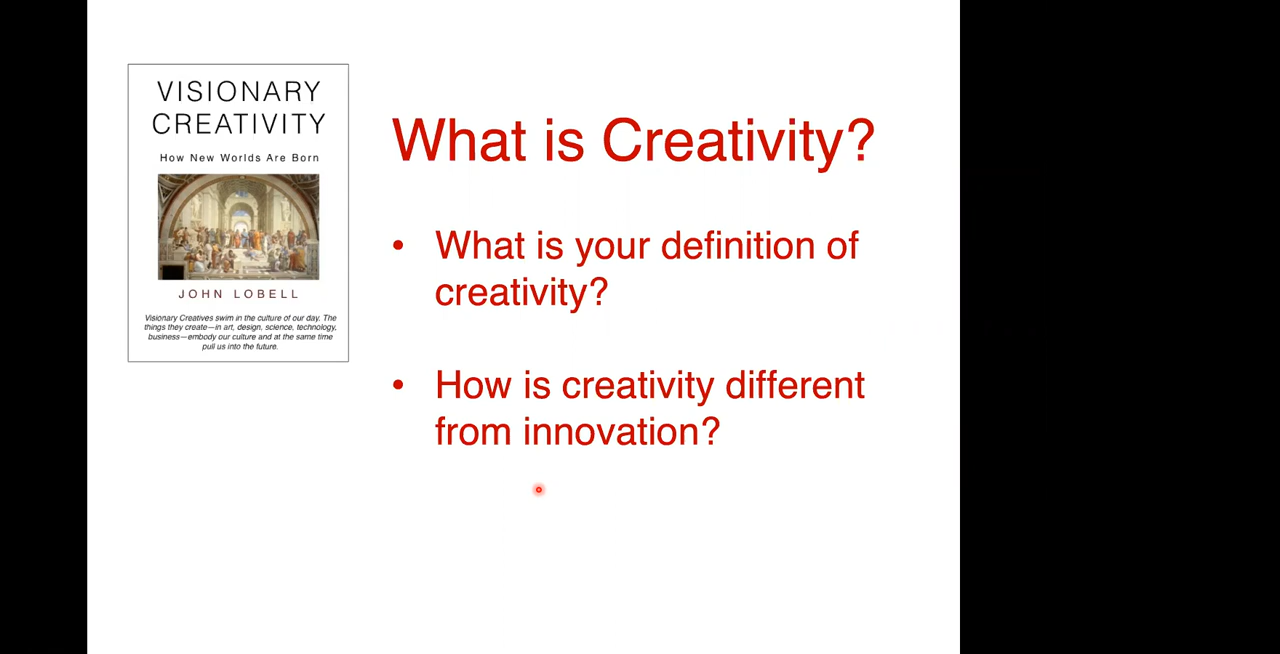 VISIONARY
CREATIVITY
How New Worlds Are Born
JOHN LOBELL
Visionary Creatives swim in the culture of our day. The
things they create—in art, design, science, technology,
business—embody our culture and at the same time
pull us into the future.
What is Creativity?
• What is your definition of
creativity?
• How is creativity different
from innovation?